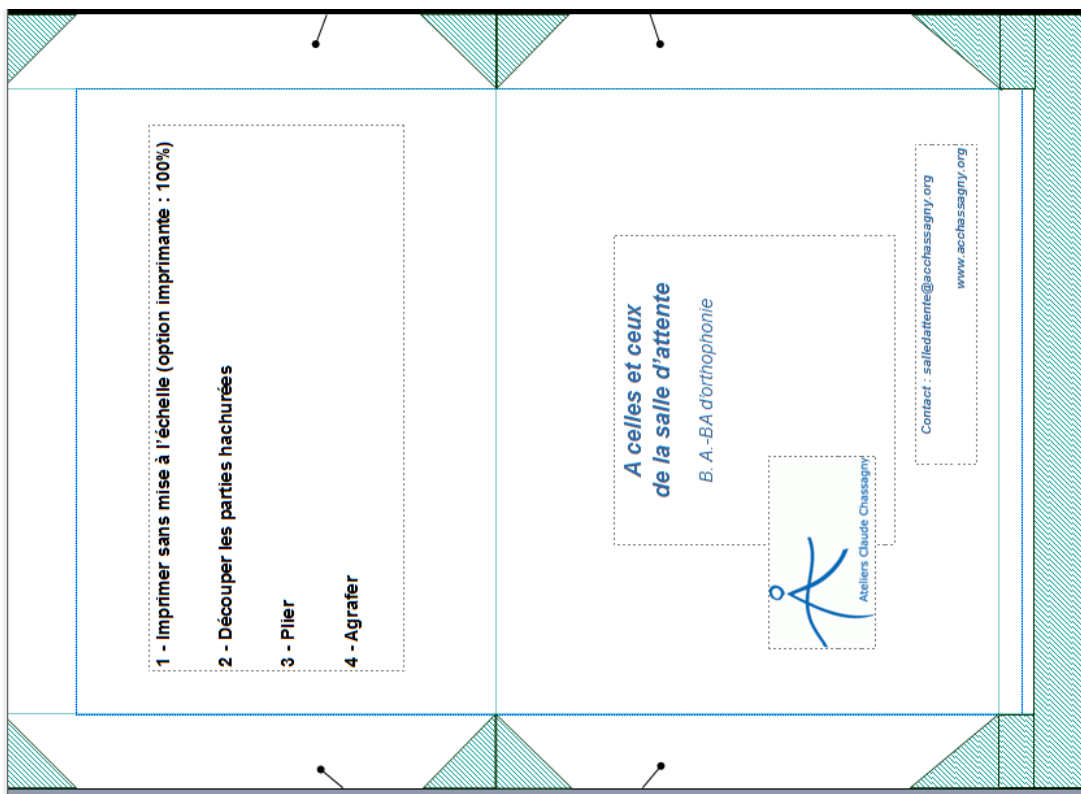 1 - Imprimer sans mise à l'échelle (option imprimante : 100%)
2 - Découper les parties hachurées
3 - Plier
4 - Agrafer
A celles et ceux
de la salle d'attente
B. A.-BA d'orthophonie
Ateliers Claude Chassagny
Contact : salledattente@acchassagny.org
www.acchassagny.org